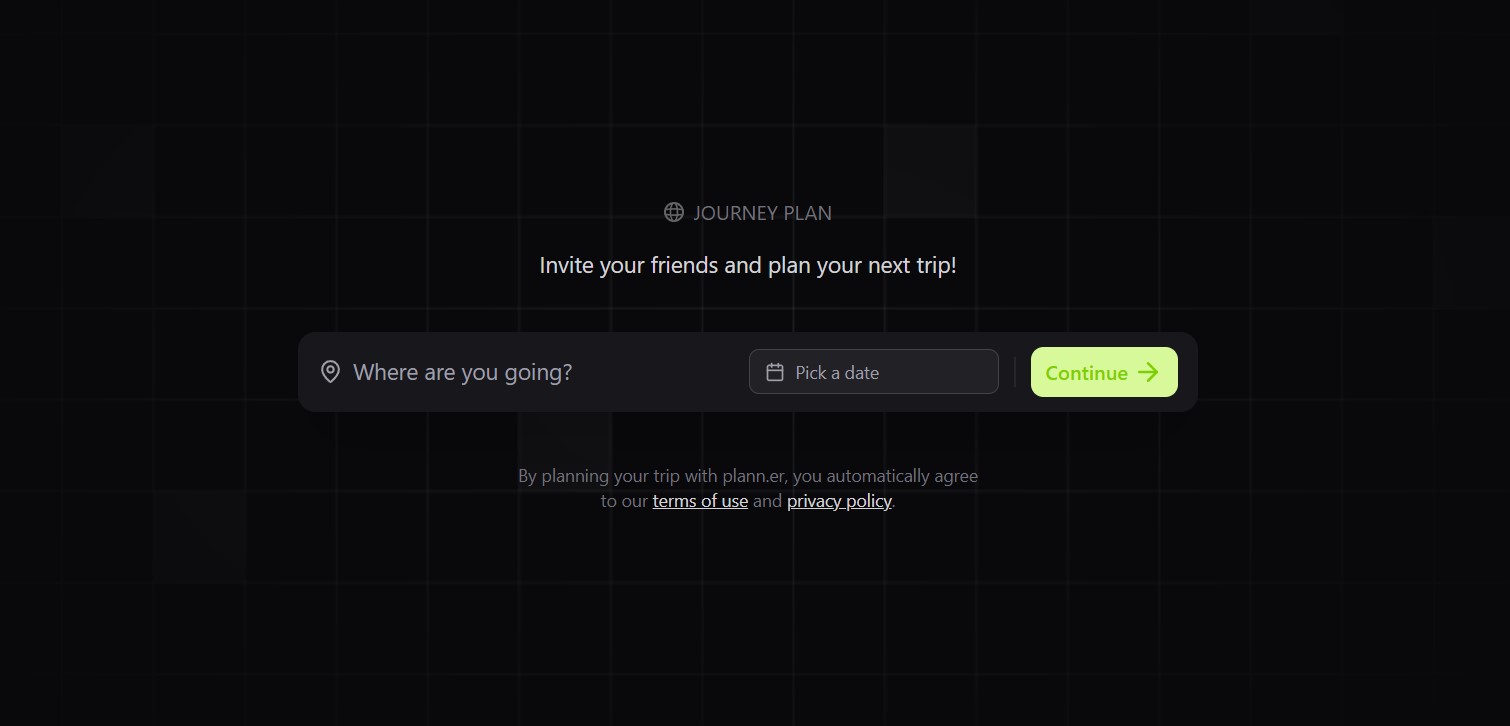 JOURNEY PLAN
Invite your friends and plan your next trip!
Where are you going?
Pick a date
Continue
By planning your trip with plann.er, you automatically agree
to our terms of use and privacy policy.